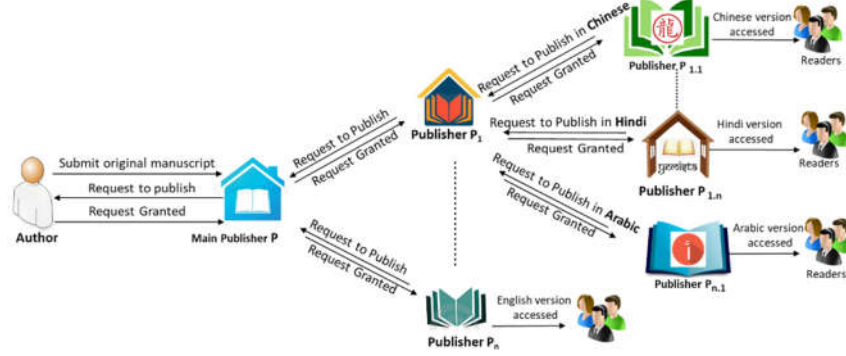 Submit original manuscript
Request to publish
Request Granted
Author
Main Publisher P
Request to Publish
Request Granted
Request to Publish
Request Granted
Publisher P1
Request to Publish in Chinese
Request Granted
Request to Publish in Hindi
Request Granted
Request to Publish in Arabic
Request Granted
龍
Publisher P 1.1
Chinese version
accessed
Readers
Publisher P 1.n
Hindi version
accessed
Readers
i
Publisher Pn.1
Arabic version
accessed
Readers
Publisher Pn
English version
accessed